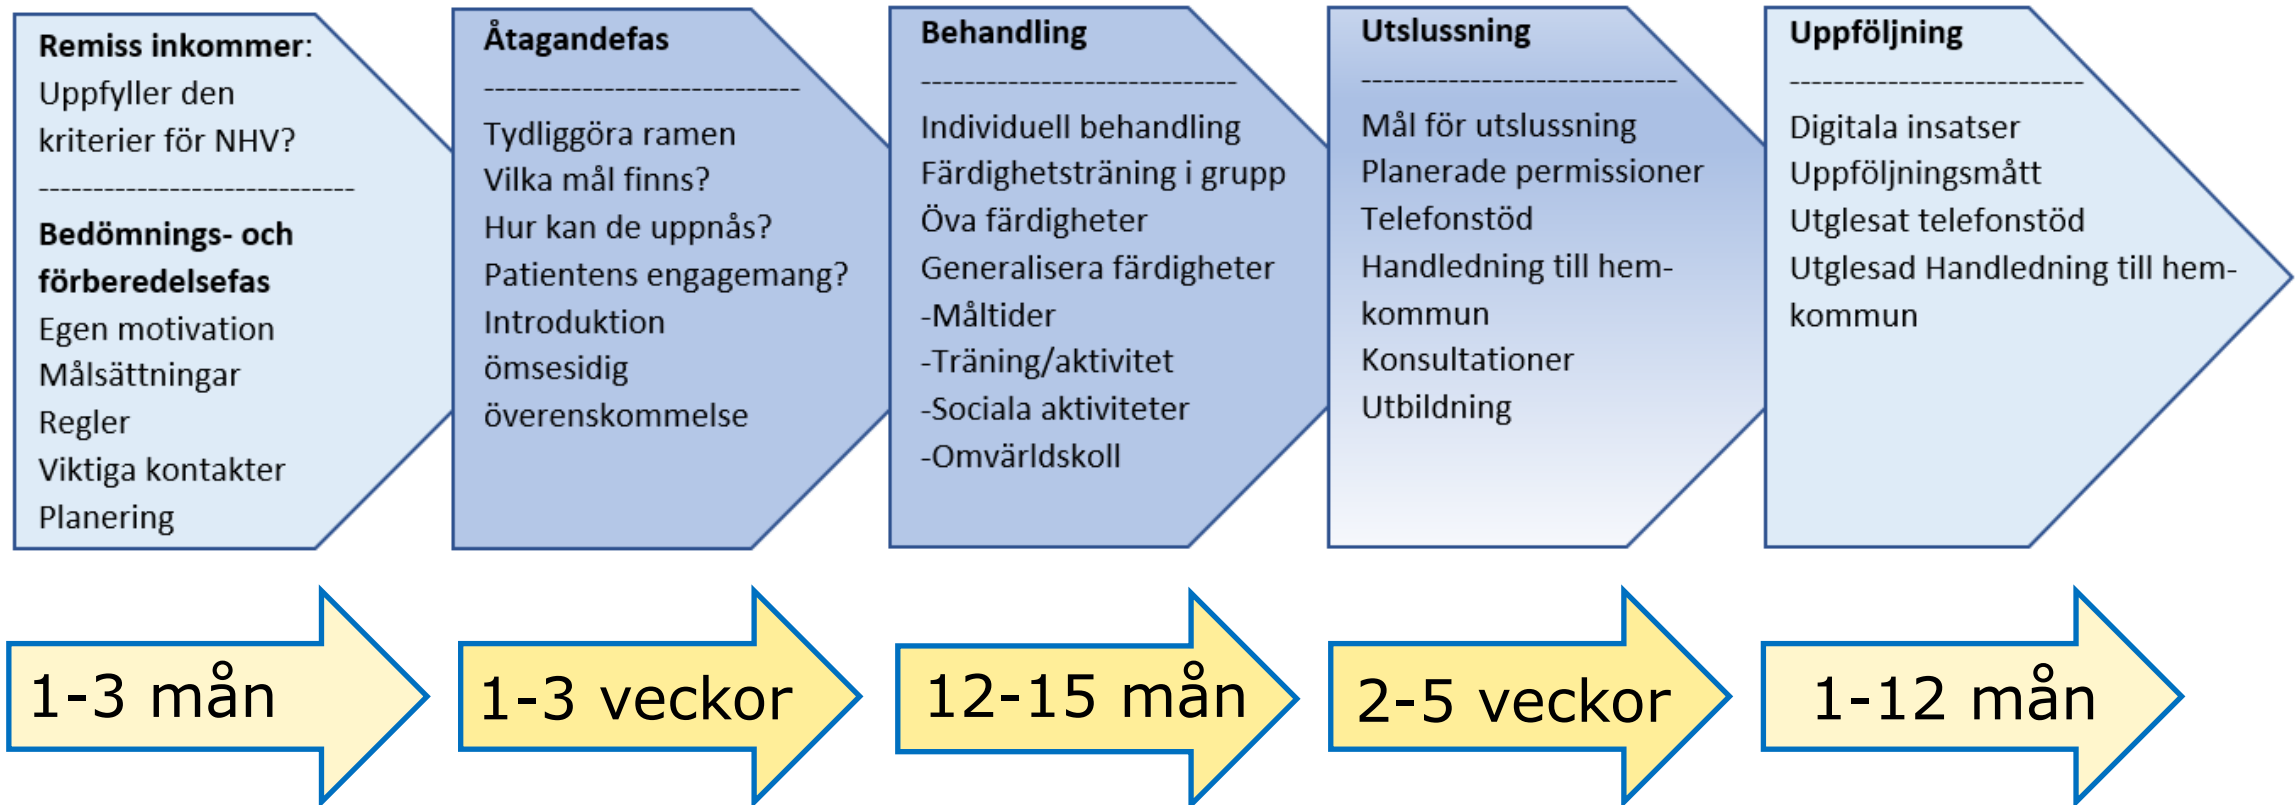 Remiss inkommer:
Uppfyller den
kriterier för NHV?
-----------------------------
Bedömnings- och
förberedelsefas
Egen motivation
Målsättningar
Regler
Viktiga kontakter
Planering
Åtagandefas
-----------------------------
Tydliggöra ramen
Vilka mål finns?
Hur kan de uppnås?
Patientens engagemang?
Introduktion
ömsesidig
överenskommelse
Behandling
-----------------------------
Individuell behandling
Färdighetsträning i grupp
Öva färdigheter
Generalisera färdigheter
-Måltider
-Träning/aktivitet
-Sociala aktiviteter
-Omvärldskoll
Utslussning
-----------------------------
Mål för utslussning
Planerade permissioner
Telefonstöd
Handledning till hem-
kommun
Konsultationer
Utbildning
Uppföljning
---------------------------
Digitala insatser
Uppföljningsmått
Utglesat telefonstöd
Utglesad Handledning till hem-
kommun
1-3 mån
1-3 veckor
12-15 mån
2-5 veckor
1-12 mån